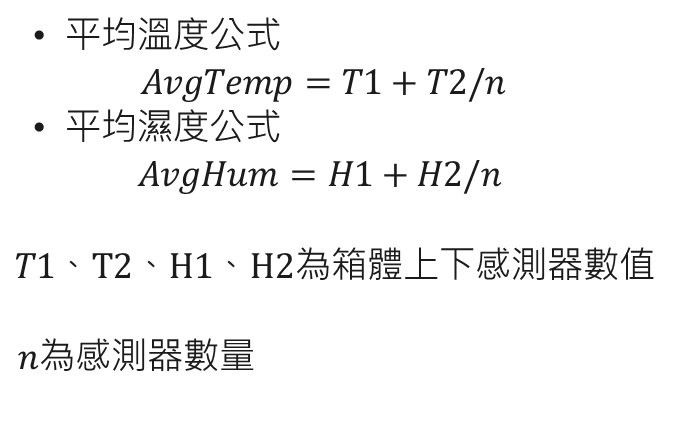 • 平均溫度公式
AvgTemp = T1 + T2/n
• 平均濕度公式
AvgHum = H1 + H2/n
T1、T2、H1、H2為箱體上下感測器數值
n為感測器數量